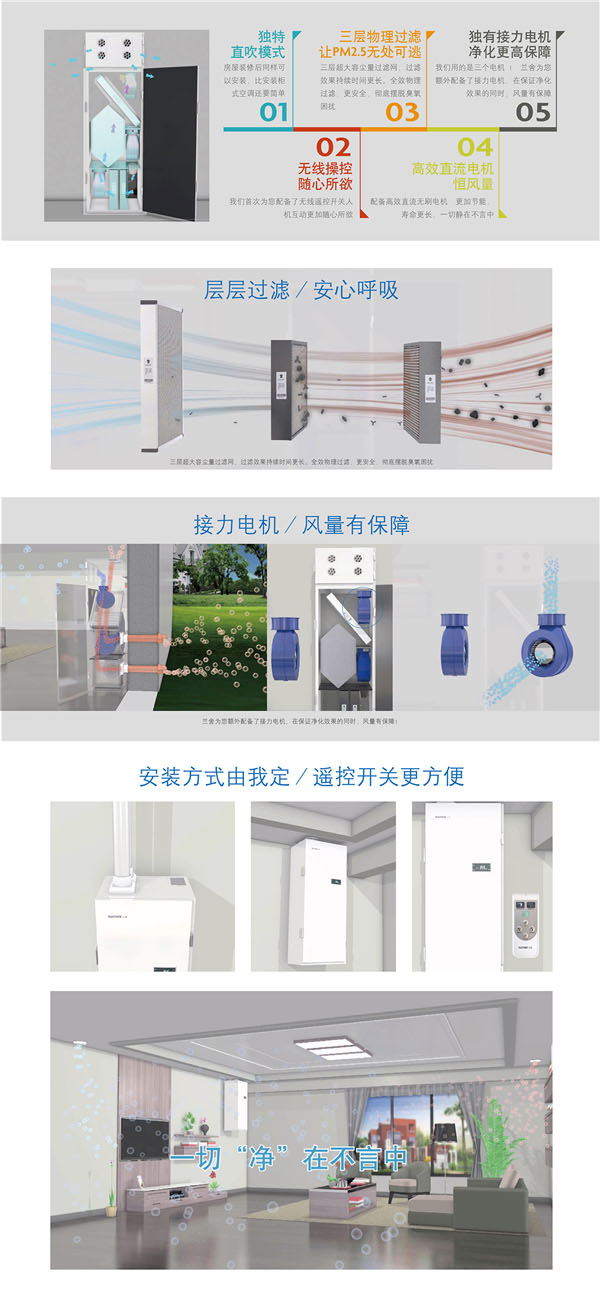 独特
直吹模式
房屋装修后同样可
以安装，比安装柜
式空调还要简单
01
三层物理过滤
让PM2.5无处可逃
三层超大容尘量过滤网，过滤
效果持续时间更长。全效物理
过滤，更安全，彻底摆脱臭氧
困扰
03
独有接力电机
净化更高保障
我们用的是三个电机 ！ 兰舍为您
额外配备了接力电机，在保证净化
效果的同时，风量有保障
05
02
无线操控
随心所欲
我们首次为您配备了无线遥控开关人
机互动更加随心所欲
04
高效直流电机
恒风量
配备高效直流无刷电机 更加节能，
寿命更长，一切静在不言中
层层过滤／安心呼吸
三层超大容尘量过滤网，过滤效果持续时间更长。全效物理过滤，更安全，彻底摆脱臭氧困扰
接力电机／风量有保障
兰舍为您额外配备了接力电机，在保证净化效果的同时，风量有保障！
安装方式由我定／遥控开关更方便
一切“净”在不言中